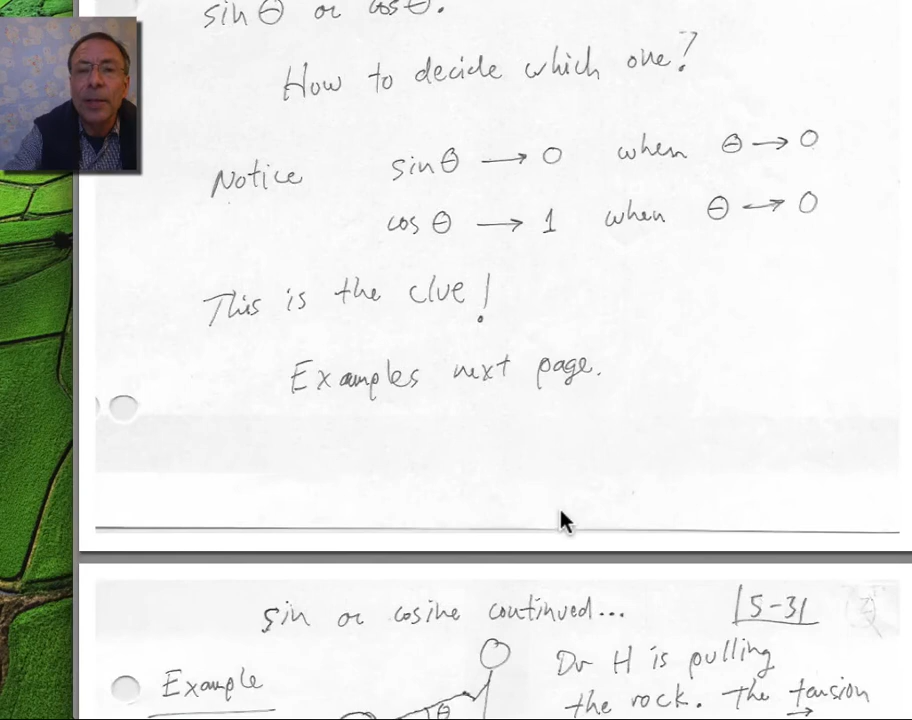 sin θ or cos θ.
How to decide which one?
Notice sin θ → 0 when θ → 0
cos θ → 1 when θ → 0
This is the clue!
Examples next page.
sin or cosine continued... 5-31
Example
Dr H is pulling
the rock. The tension
θ